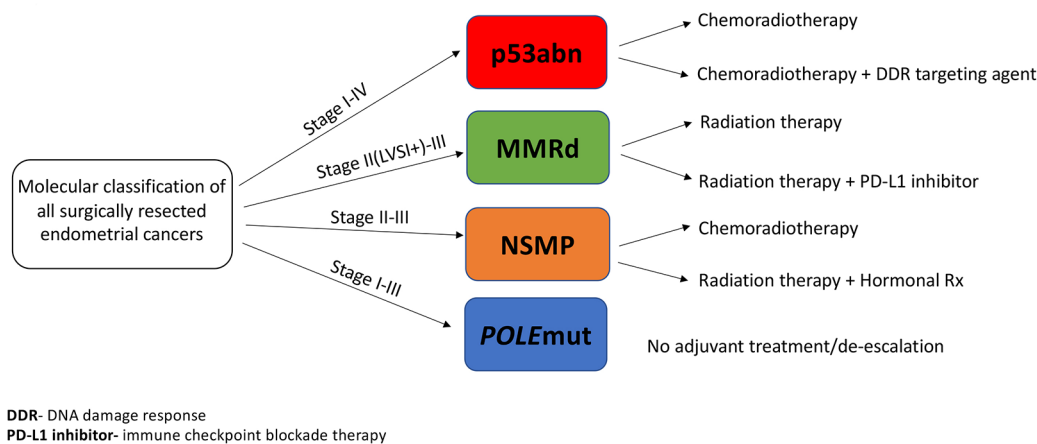 Molecular classification of
all surgically resected
endometrial cancers
Stage I-IV
p53abn
Chemoradiotherapy
Chemoradiotherapy + DDR targeting agent
Stage II(LVSI+)-III
MMRd
Radiation therapy
Radiation therapy + PD-L1 inhibitor
Stage II-III
NSMP
Chemoradiotherapy
Radiation therapy + Hormonal Rx
Stage I-III
POLEmut
No adjuvant treatment/de-escalation
DDR- DNA damage response
PD-L1 inhibitor- immune checkpoint blockade therapy